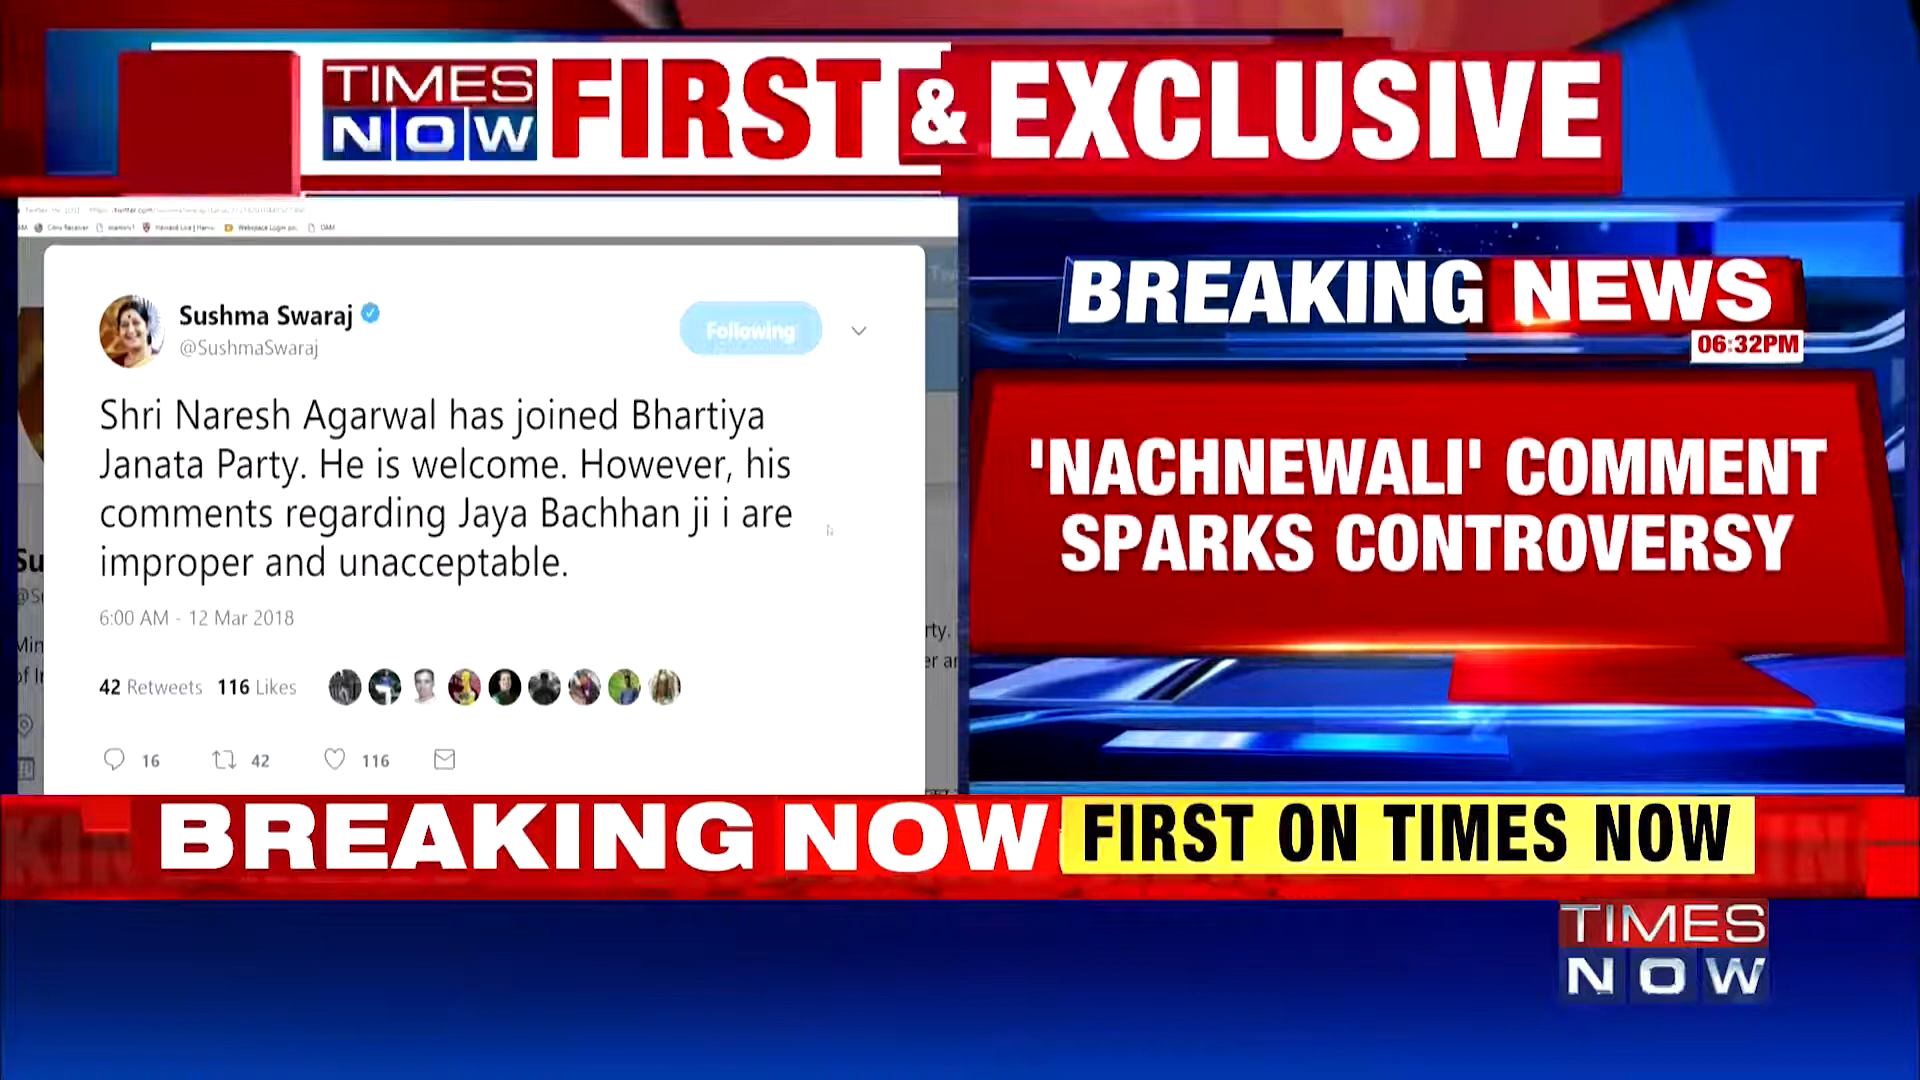 TIMES
NOW
FIRST & EXCLUSIVE
Sushma Swaraj
@SushmaSwaraj
Following
Shri Naresh Agarwal has joined Bhartiya
Janata Party. He is welcome. However, his
comments regarding Jaya Bachhan ji i are
improper and unacceptable.
6:00 AM - 12 Mar 2018
42 Retweets 116 Likes
16 42 116
BREAKING NEWS
06:32PM
'NACHNEWALI' COMMENT
SPARKS CONTROVERSY
BREAKING NOW
FIRST ON TIMES NOW
TIMES
NOW